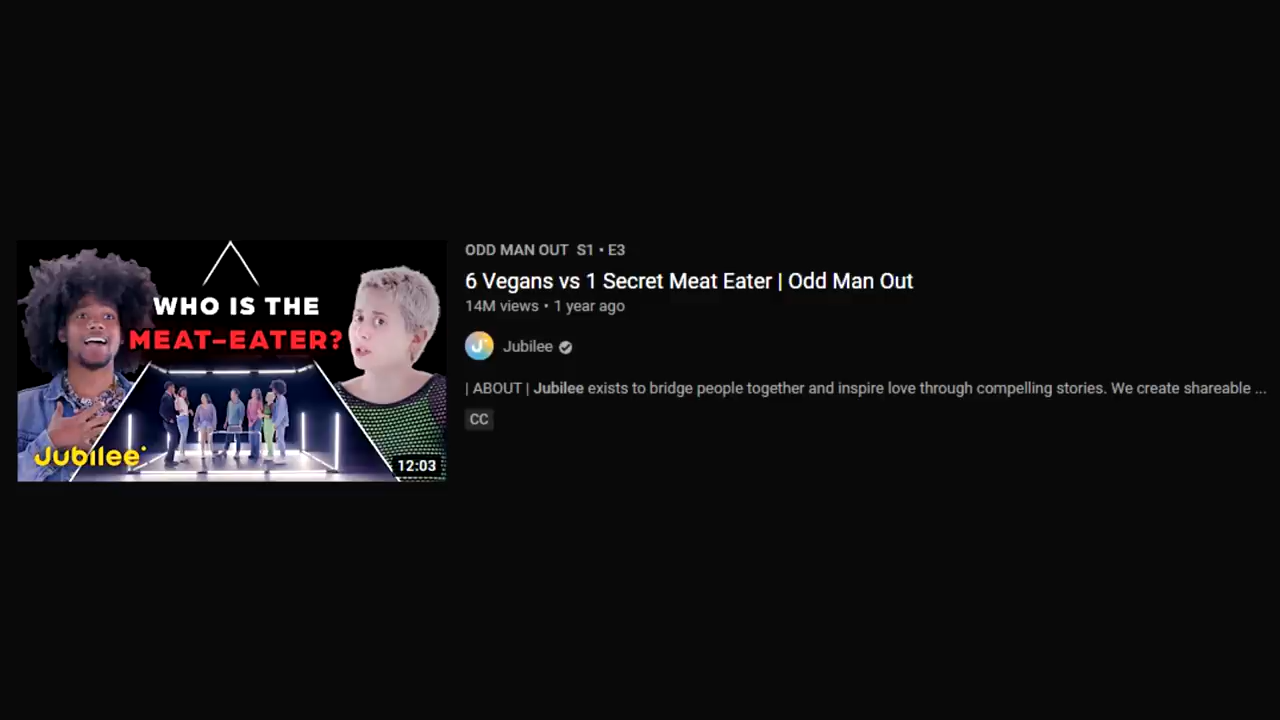 WHO IS THE
MEAT-EATER?
Jubilee
12:03
ODD MAN OUT S1 • E3
6 Vegans vs 1 Secret Meat Eater | Odd Man Out
14M views • 1 year ago
J
Jubilee
| ABOUT | Jubilee exists to bridge people together and inspire love through compelling stories. We create shareable ...
CC